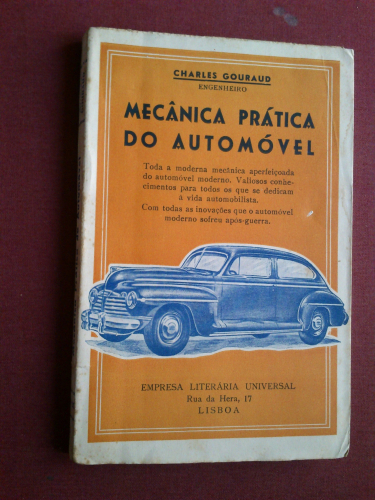 CHARLES GOURAUD
ENGENHEIRO
MECÂNICA PRÁTICA
DO AUTOMÓVEL
Toda a moderna mecânica aperfeiçoada
do automóvel moderno. Valiosos conhe-
cimentos para todos os que se dedicam
à vida automobilista.
Com todas as inovações que o automóvel
moderno sofreu após-guerra.
EMPRESA LITERÁRIA UNIVERSAL
Rua da Hera, 17
LISBOA